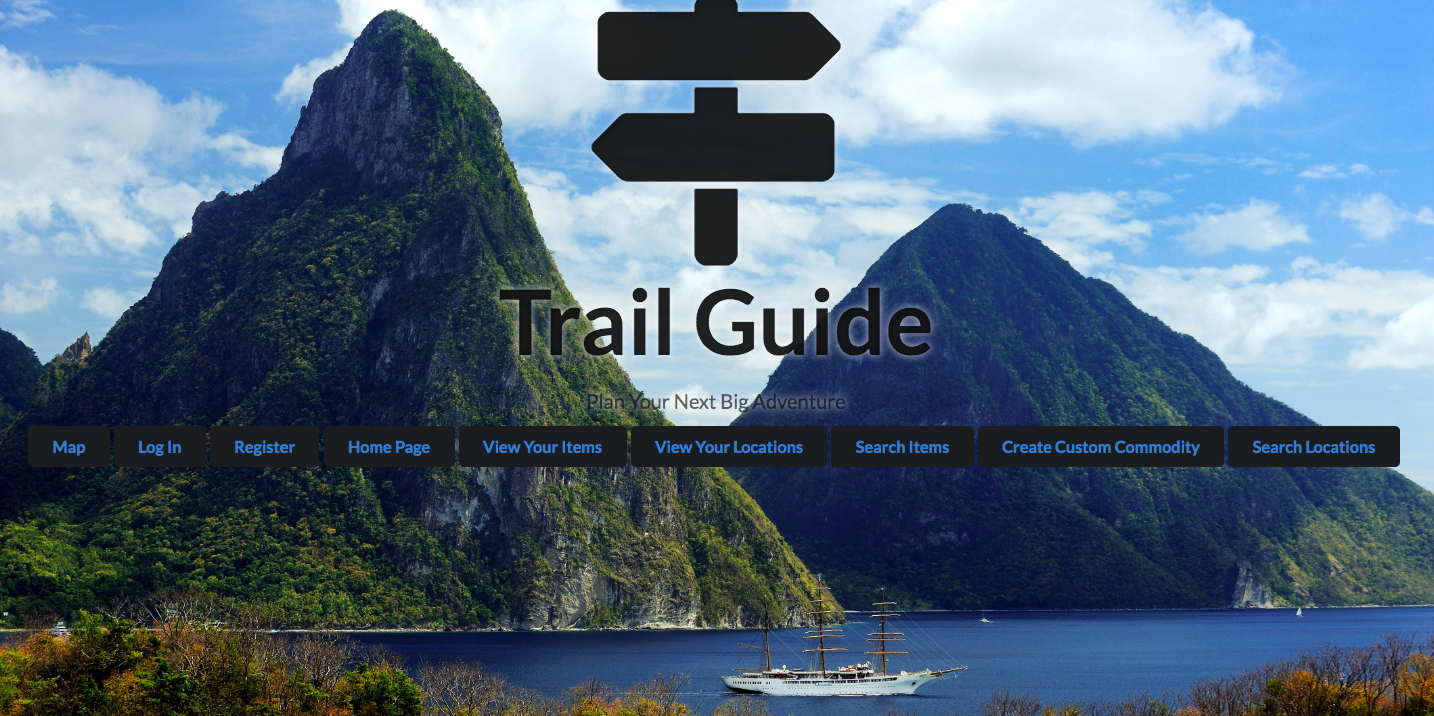 Trail Guide
Plan Your Next Big Adventure
Map Log In Register Home Page View Your Items View Your Locations Search Items Create Custom Commodity Search Locations